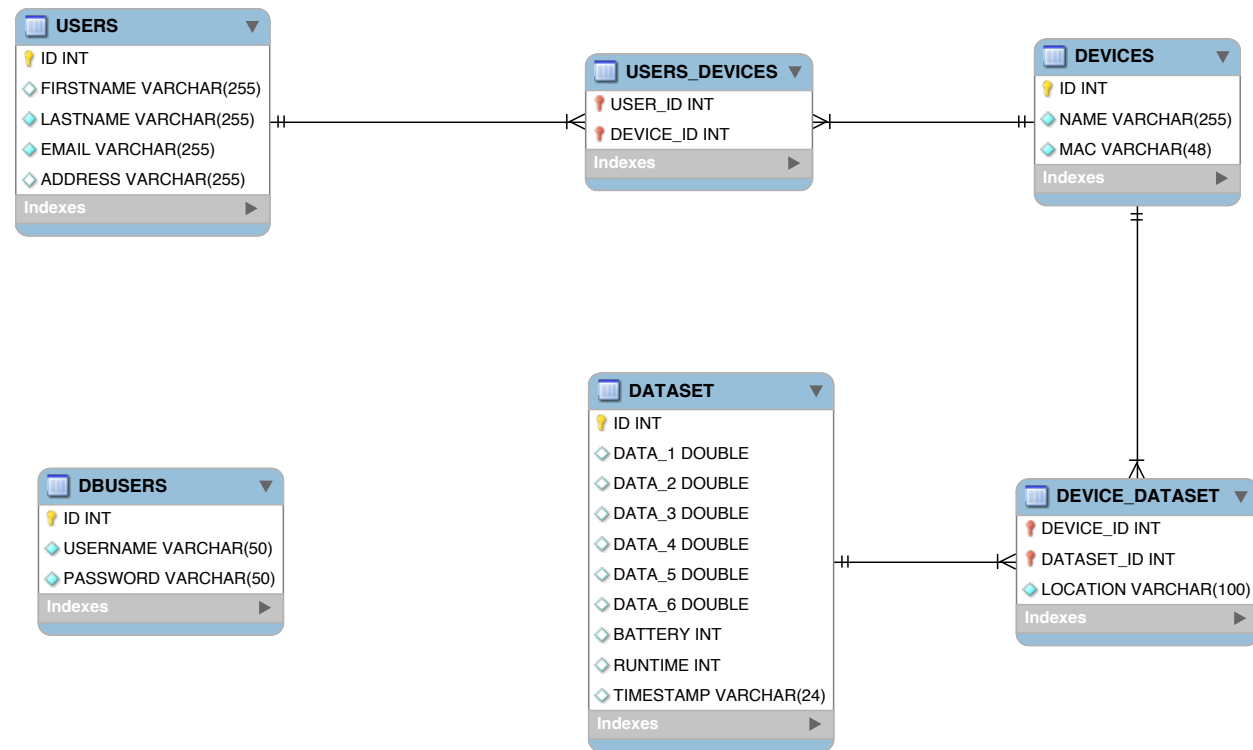 USERS
ID INT
FIRSTNAME VARCHAR(255)
LASTNAME VARCHAR(255)
EMAIL VARCHAR(255)
ADDRESS VARCHAR(255)
Indexes
USERS_DEVICES
USER_ID INT
DEVICE_ID INT
Indexes
DEVICES
ID INT
NAME VARCHAR(255)
MAC VARCHAR(48)
Indexes
DBUSERS
ID INT
USERNAME VARCHAR(50)
PASSWORD VARCHAR(50)
Indexes
DATASET
ID INT
DATA_1 DOUBLE
DATA_2 DOUBLE
DATA_3 DOUBLE
DATA_4 DOUBLE
DATA_5 DOUBLE
DATA_6 DOUBLE
BATTERY INT
RUNTIME INT
TIMESTAMP VARCHAR(24)
Indexes
DEVICE_DATASET
DEVICE_ID INT
DATASET_ID INT
LOCATION VARCHAR(100)
Indexes